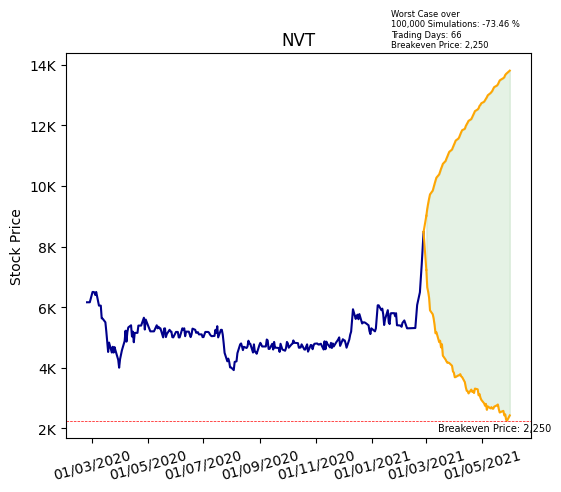 Worst Case over
100,000 Simulations: -73.46 %
Trading Days: 66
Breakeven Price: 2,250
NVT
Stock Price
14K
12K
10K
8K
6K
4K
2K
Breakeven Price: 2,250
01/03/2020
01/05/2020
01/07/2020
01/09/2020
01/11/2020
01/01/2021
01/03/2021
01/05/2021